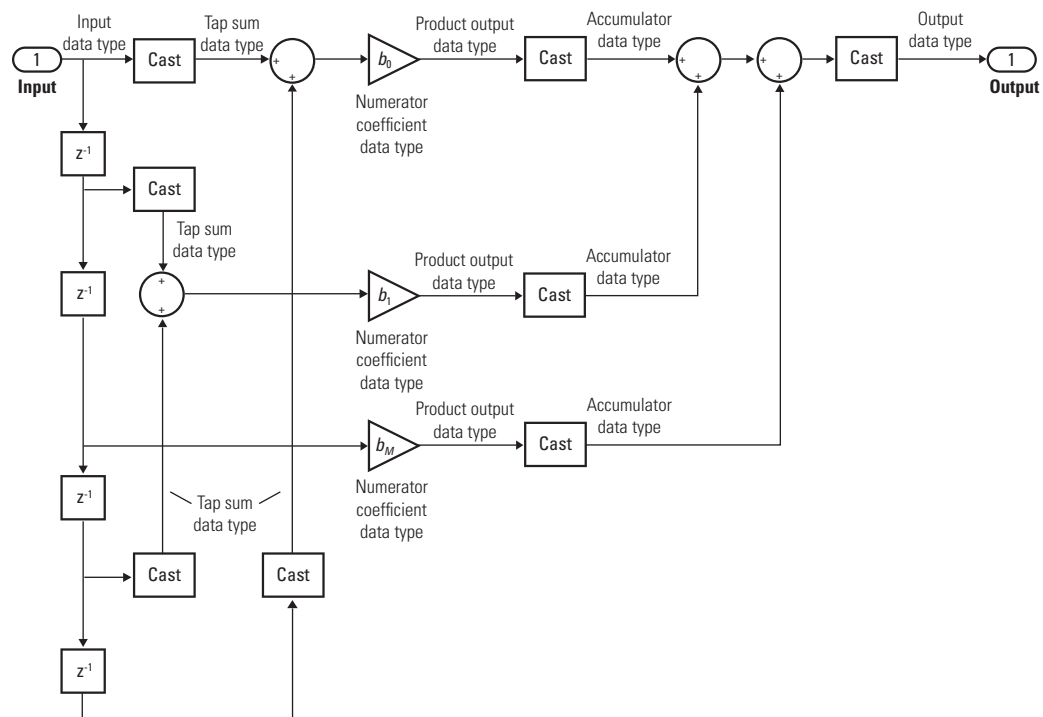 Input
data type
Tap sum
data type
Product output
data type
Accumulator
data type
Output
data type
1
Input
Cast
+
+
b₀
Cast
+
+
+
+
Cast
1
Output
Numerator
coefficient
data type
z⁻¹
Cast
Tap sum
data type
z⁻¹
+
+
b₁
Product output
data type
Cast
Accumulator
data type
Numerator
coefficient
data type
Product output
data type
Accumulator
data type
b_M
Cast
Numerator
coefficient
data type
z⁻¹
Tap sum
data type
Cast
Cast
z⁻¹